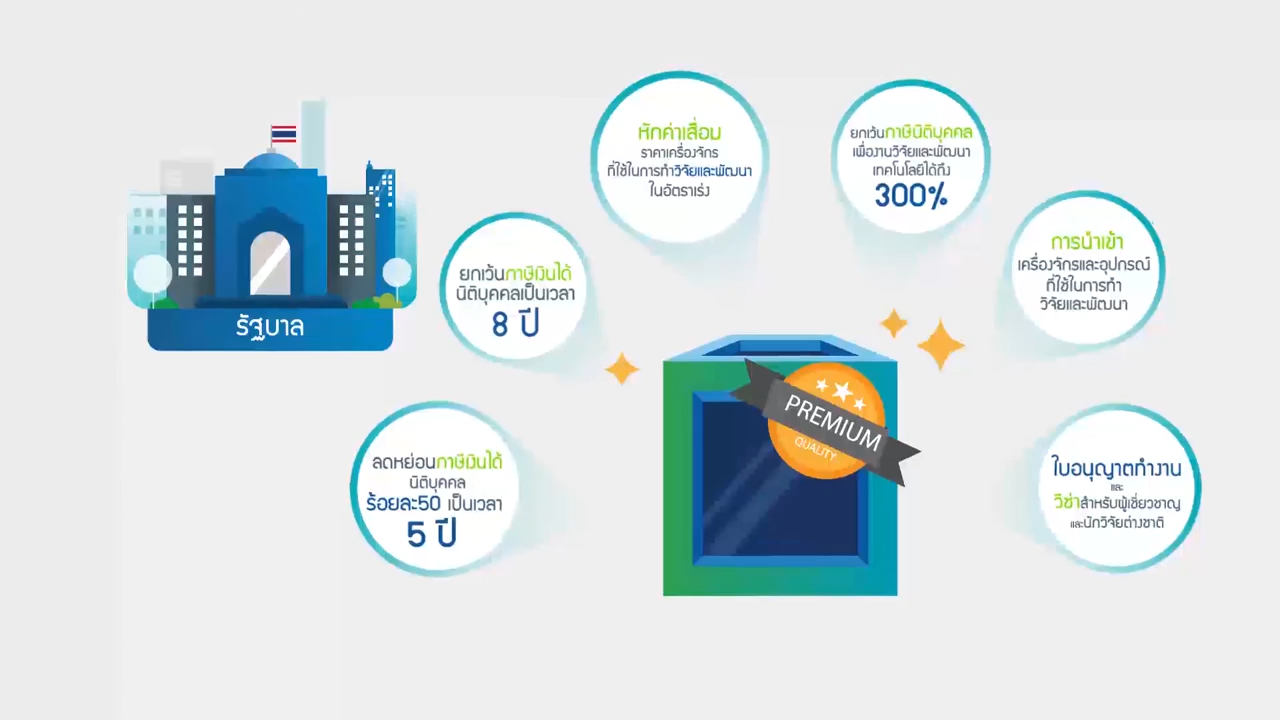 รัฐบาล
ลดหย่อนภาษีเงินได้
นิติบุคคล
ร้อยละ50 เป็นเวลา
5 ปี
ยกเว้นภาษีเงินได้
นิติบุคคลเป็นเวลา
8 ปี
หักค่าเสื่อม
ราคาเครื่องจักร
ที่ใช้ในการทำวิจัยและพัฒนา
ในอัตราเร่ง
ยกเว้นภาษีนิติบุคคล
เพื่องานวิจัยและพัฒนา
เทคโนโลยีได้ถึง
300%
การนำเข้า
เครื่องจักรและอุปกรณ์
ที่ใช้ในการทำ
วิจัยและพัฒนา
ใบอนุญาตทำงาน
และ
วีซ่าสำหรับผู้เชี่ยวชาญ
และนักวิจัยต่างชาติ
PREMIUM
QUALITY